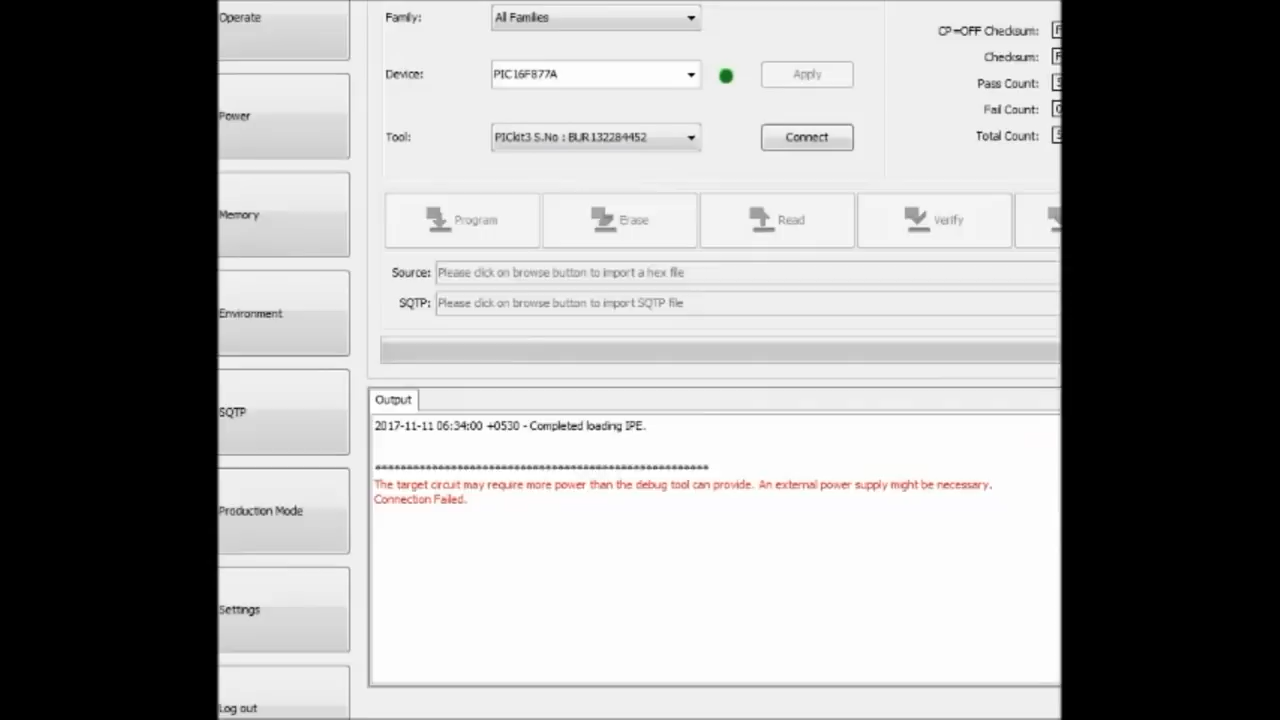 Operate
Power
Memory
Environment
SQTP
Production Mode
Settings
Log out
Family:
All Families
Device:
PIC16F877A
Apply
Tool:
PICkit3 S.No : BUR132284452
Connect
CP=OFF Checksum:
Checksum:
Pass Count:
Fail Count:
Total Count:
Program
Erase
Read
Verify
Source:
Please click on browse button to import a hex file
SQTP:
Please click on browse button to import SQTP file
Output
2017-11-11 06:34:00 +0530 - Completed loading IPE.
The target circuit may require more power than the debug tool can provide. An external power supply might be necessary.
Connection Failed.